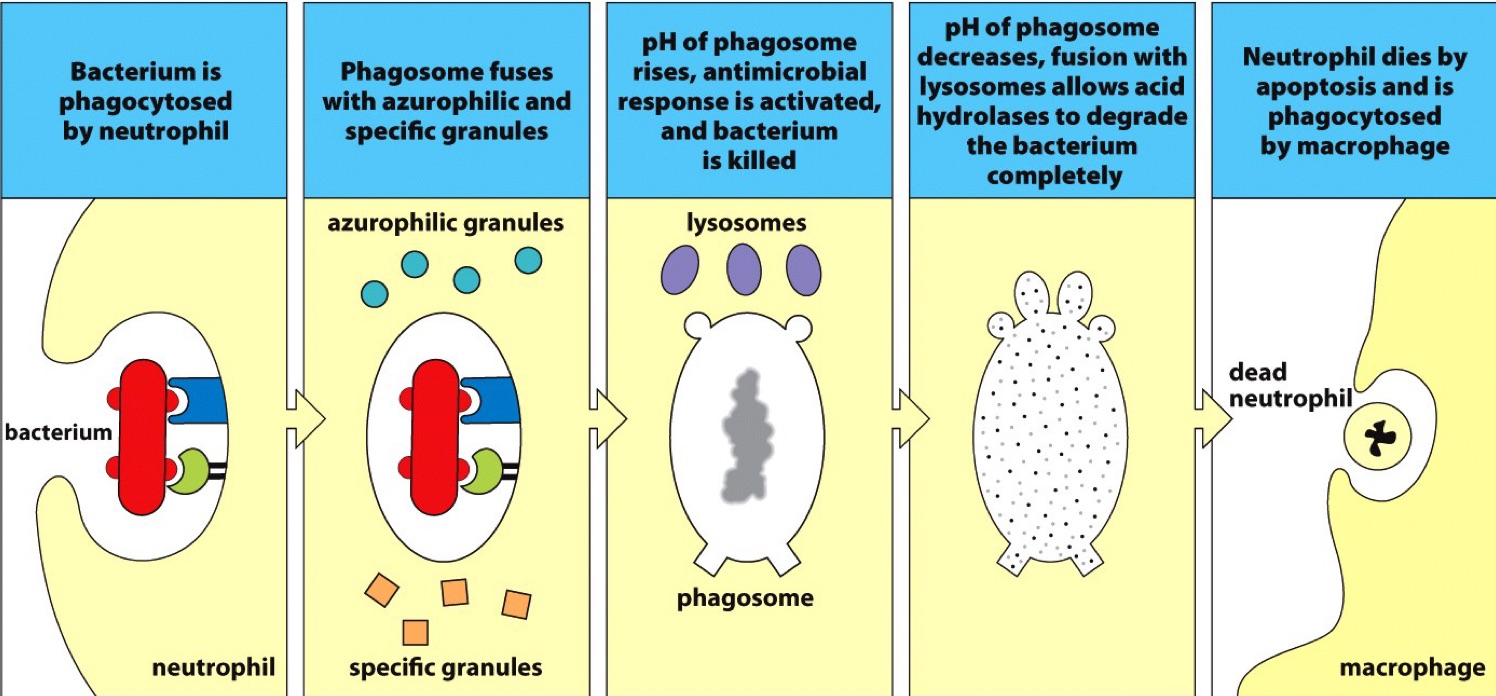 Bacterium is
phagocytosed
by neutrophil
bacterium
neutrophil
Phagosome fuses
with azurophilic and
specific granules
azurophilic granules
specific granules
pH of phagosome
rises, antimicrobial
response is activated,
and bacterium
is killed
lysosomes
phagosome
pH of phagosome
decreases, fusion with
lysosomes allows acid
hydrolases to degrade
the bacterium
completely
Neutrophil dies by
apoptosis and is
phagocytosed
by macrophage
dead
neutrophil
macrophage